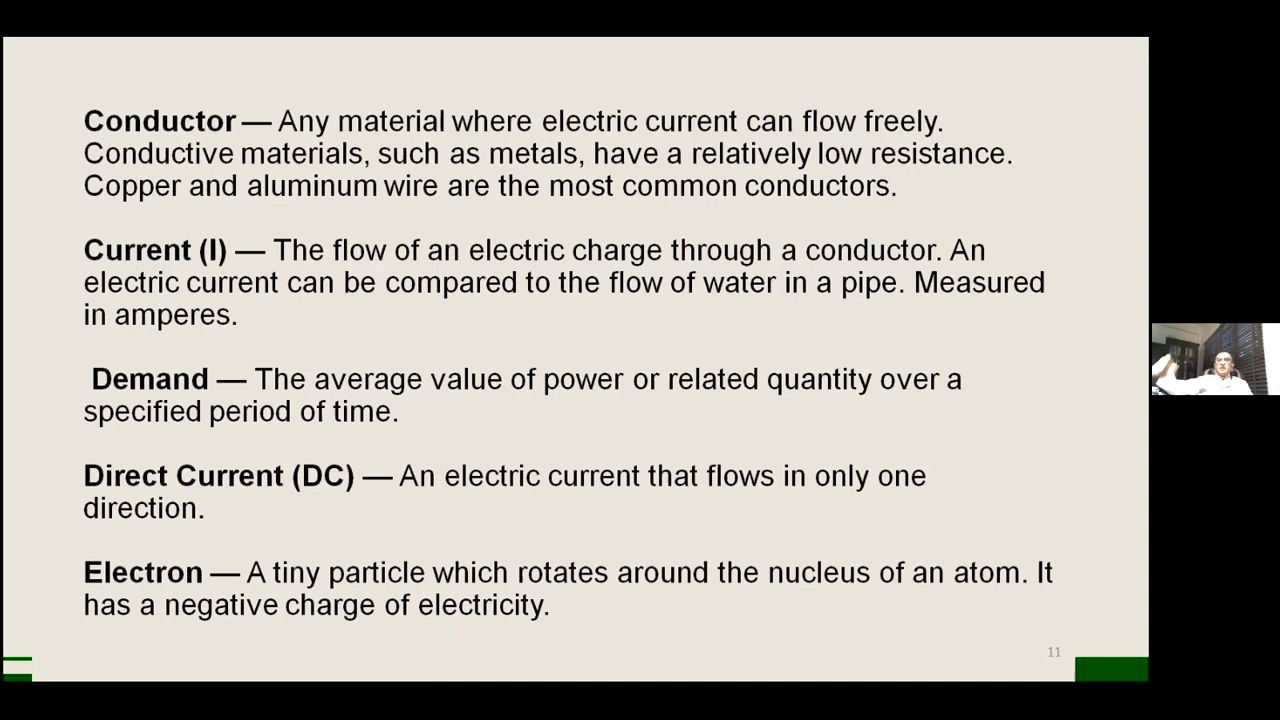 Conductor — Any material where electric current can flow freely.
Conductive materials, such as metals, have a relatively low resistance.
Copper and aluminum wire are the most common conductors.
Current (I) — The flow of an electric charge through a conductor. An
electric current can be compared to the flow of water in a pipe. Measured
in amperes.
Demand — The average value of power or related quantity over a
specified period of time.
Direct Current (DC) — An electric current that flows in only one
direction.
Electron — A tiny particle which rotates around the nucleus of an atom. It
has a negative charge of electricity.
11